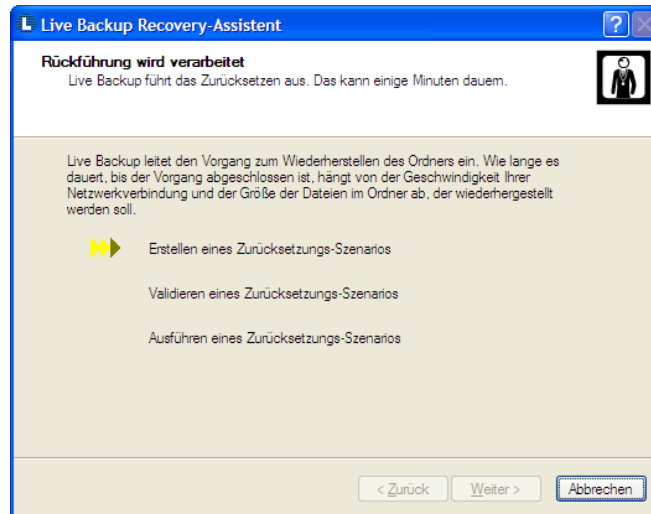 Live Backup Recovery-Assistent
Rückführung wird verarbeitet
Live Backup führt das Zurücksetzen aus. Das kann einige Minuten dauern.
Live Backup leitet den Vorgang zum Wiederherstellen des Ordners ein. Wie lange es
dauert, bis der Vorgang abgeschlossen ist, hängt von der Geschwindigkeit Ihrer
Netzwerkverbindung und der Größe der Dateien im Ordner ab, der wiederhergestellt
werden soll.
Erstellen eines Zurücksetzungs-Szenarios
Validieren eines Zurücksetzungs-Szenarios
Ausführen eines Zurücksetzungs-Szenarios
< Zurück Weiter > Abbrechen